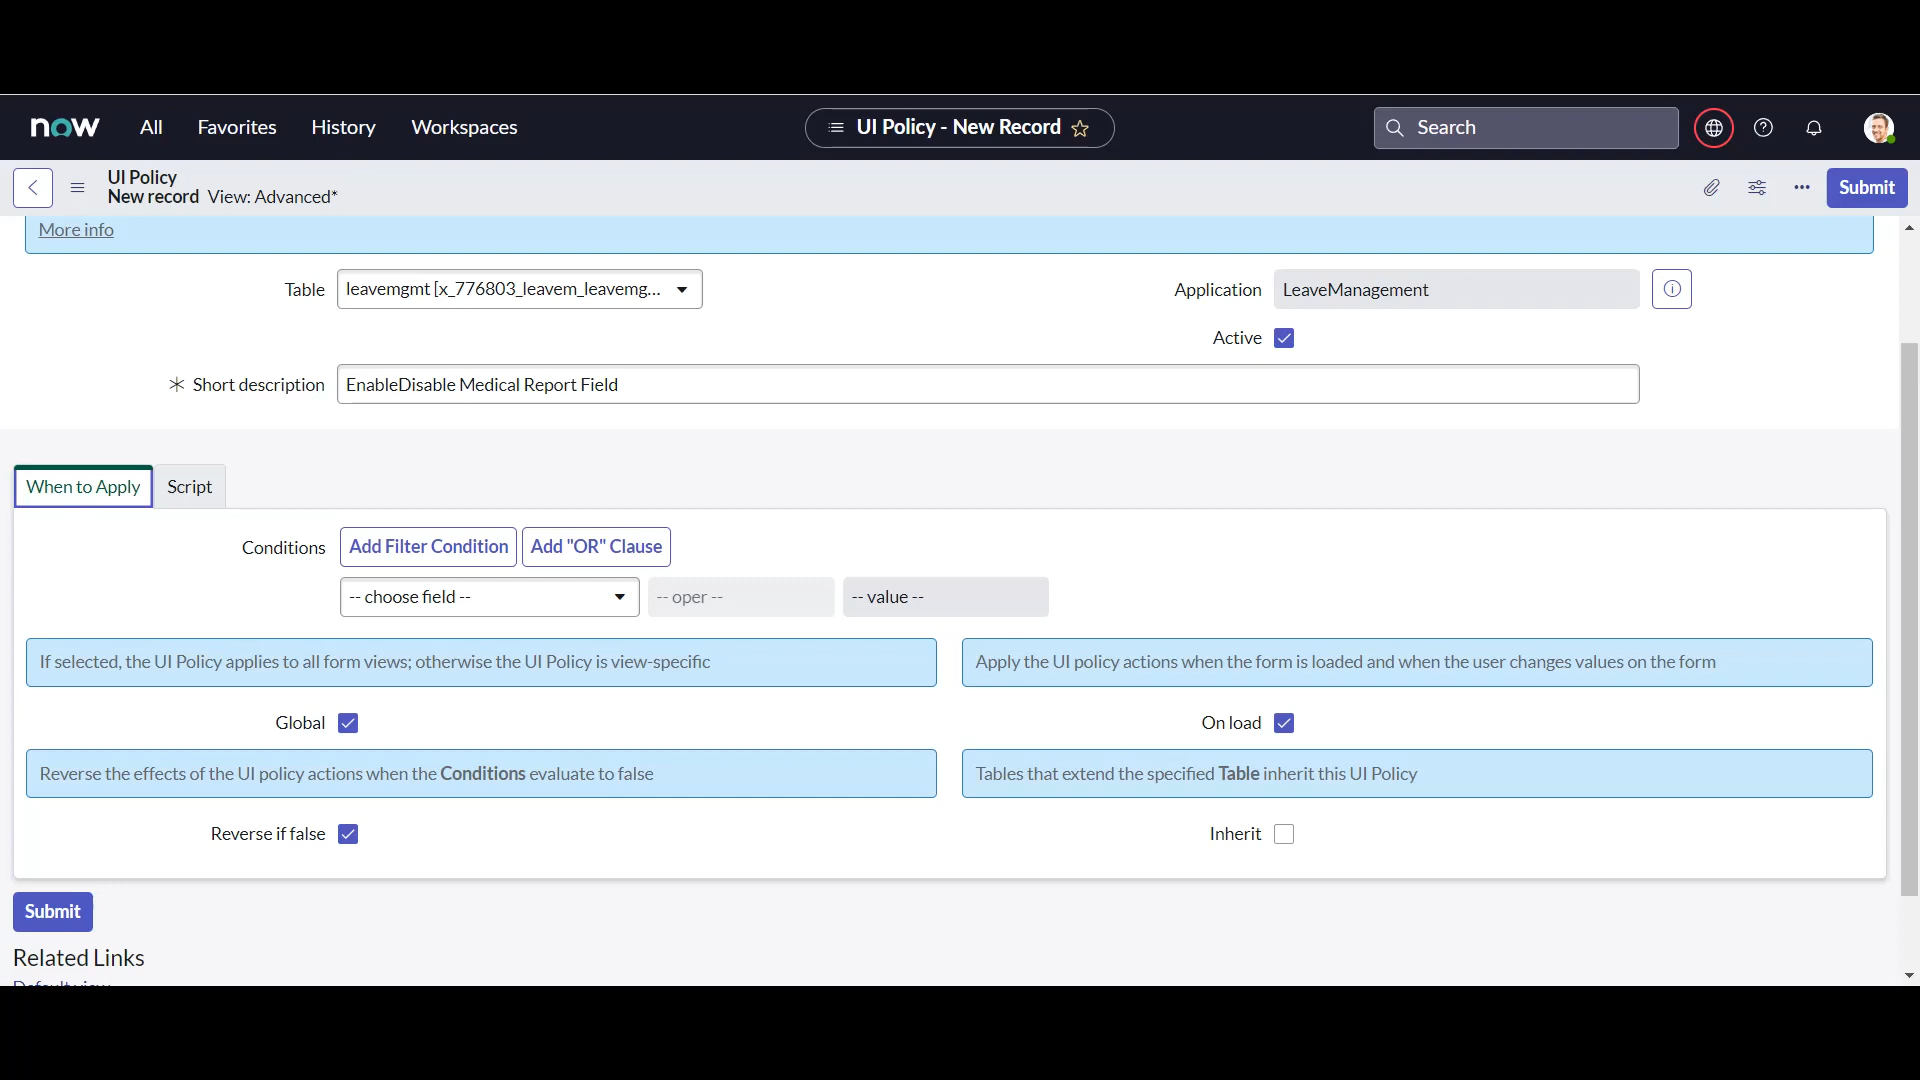 now All Favorites History Workspaces UI Policy - New Record Search
UI Policy
New record View: Advanced*
Submit
More info
Table leavemgmt [x_776803_leavem_leavemg...
Application LeaveManagement
Active
Short description EnableDisable Medical Report Field
When to Apply Script
Conditions Add Filter Condition Add "OR" Clause
-- choose field -- -- oper -- -- value --
If selected, the UI Policy applies to all form views; otherwise the UI Policy is view-specific
Apply the UI policy actions when the form is loaded and when the user changes values on the form
Global On load
Reverse the effects of the UI policy actions when the Conditions evaluate to false
Tables that extend the specified Table inherit this UI Policy
Reverse if false Inherit
Submit
Related Links
Default view